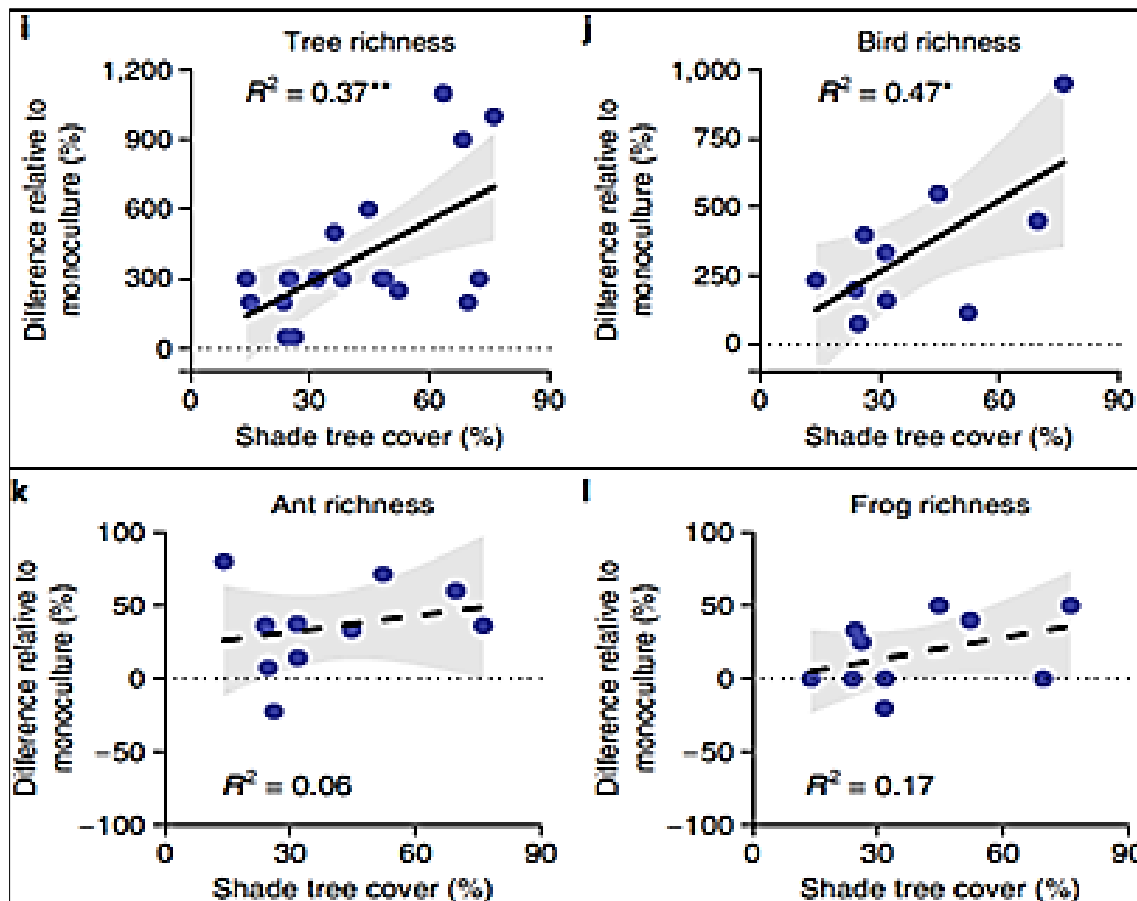 i
Tree richness
R² = 0.37**
Difference relative to
monoculture (%)
1,200
900
600
300
0
0 30 60 90
Shade tree cover (%)
j
Bird richness
R² = 0.47*
Difference relative to
monoculture (%)
1,000
750
500
250
0
0 30 60 90
Shade tree cover (%)
k
Ant richness
Difference relative to
monoculture (%)
100
50
0
−50
−100
R² = 0.06
0 30 60 90
Shade tree cover (%)
l
Frog richness
Difference relative to
monoculture (%)
100
50
0
−50
−100
R² = 0.17
0 30 60 90
Shade tree cover (%)